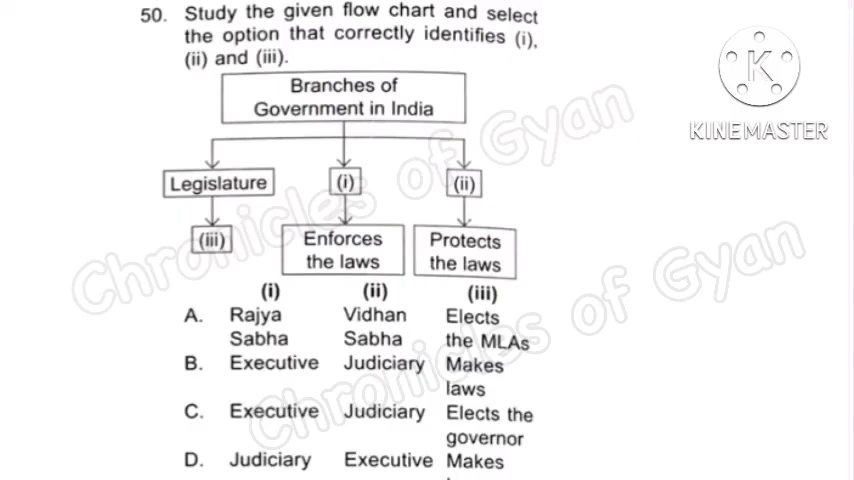 50. Study the given flow chart and select
the option that correctly identifies (i),
(ii) and (iii).
Branches of
Government in India
Legislature (i) (ii)
(iii) Enforces
the laws Protects
the laws
(i) (ii) (iii)
A. Rajya Vidhan Elects
Sabha Sabha the MLAs
B. Executive Judiciary Makes
laws
C. Executive Judiciary Elects the
governor
D. Judiciary Executive Makes
K
KINEMASTER
Chronicles of Gyan
Chronicles of Gyan